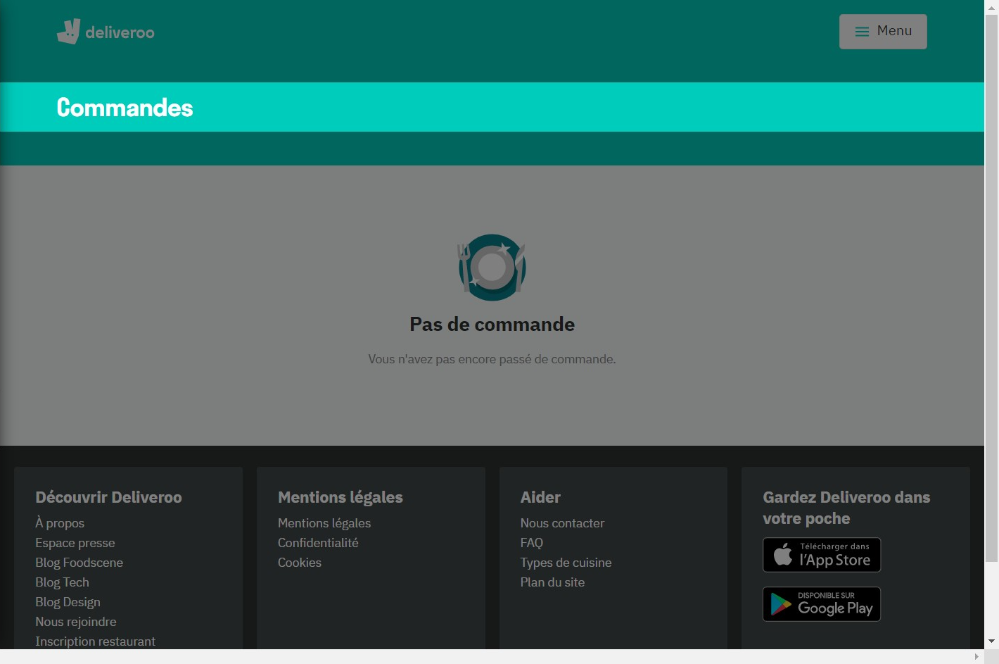 deliveroo
Menu
Commandes
Pas de commande
Vous n'avez pas encore passé de commande.
Découvrir Deliveroo
À propos
Espace presse
Blog Foodscene
Blog Tech
Blog Design
Nous rejoindre
Inscription restaurant
Mentions légales
Mentions légales
Confidentialité
Cookies
Aider
Nous contacter
FAQ
Types de cuisine
Plan du site
Gardez Deliveroo dans
votre poche
Télécharger dans
l'App Store
DISPONIBLE SUR
Google Play